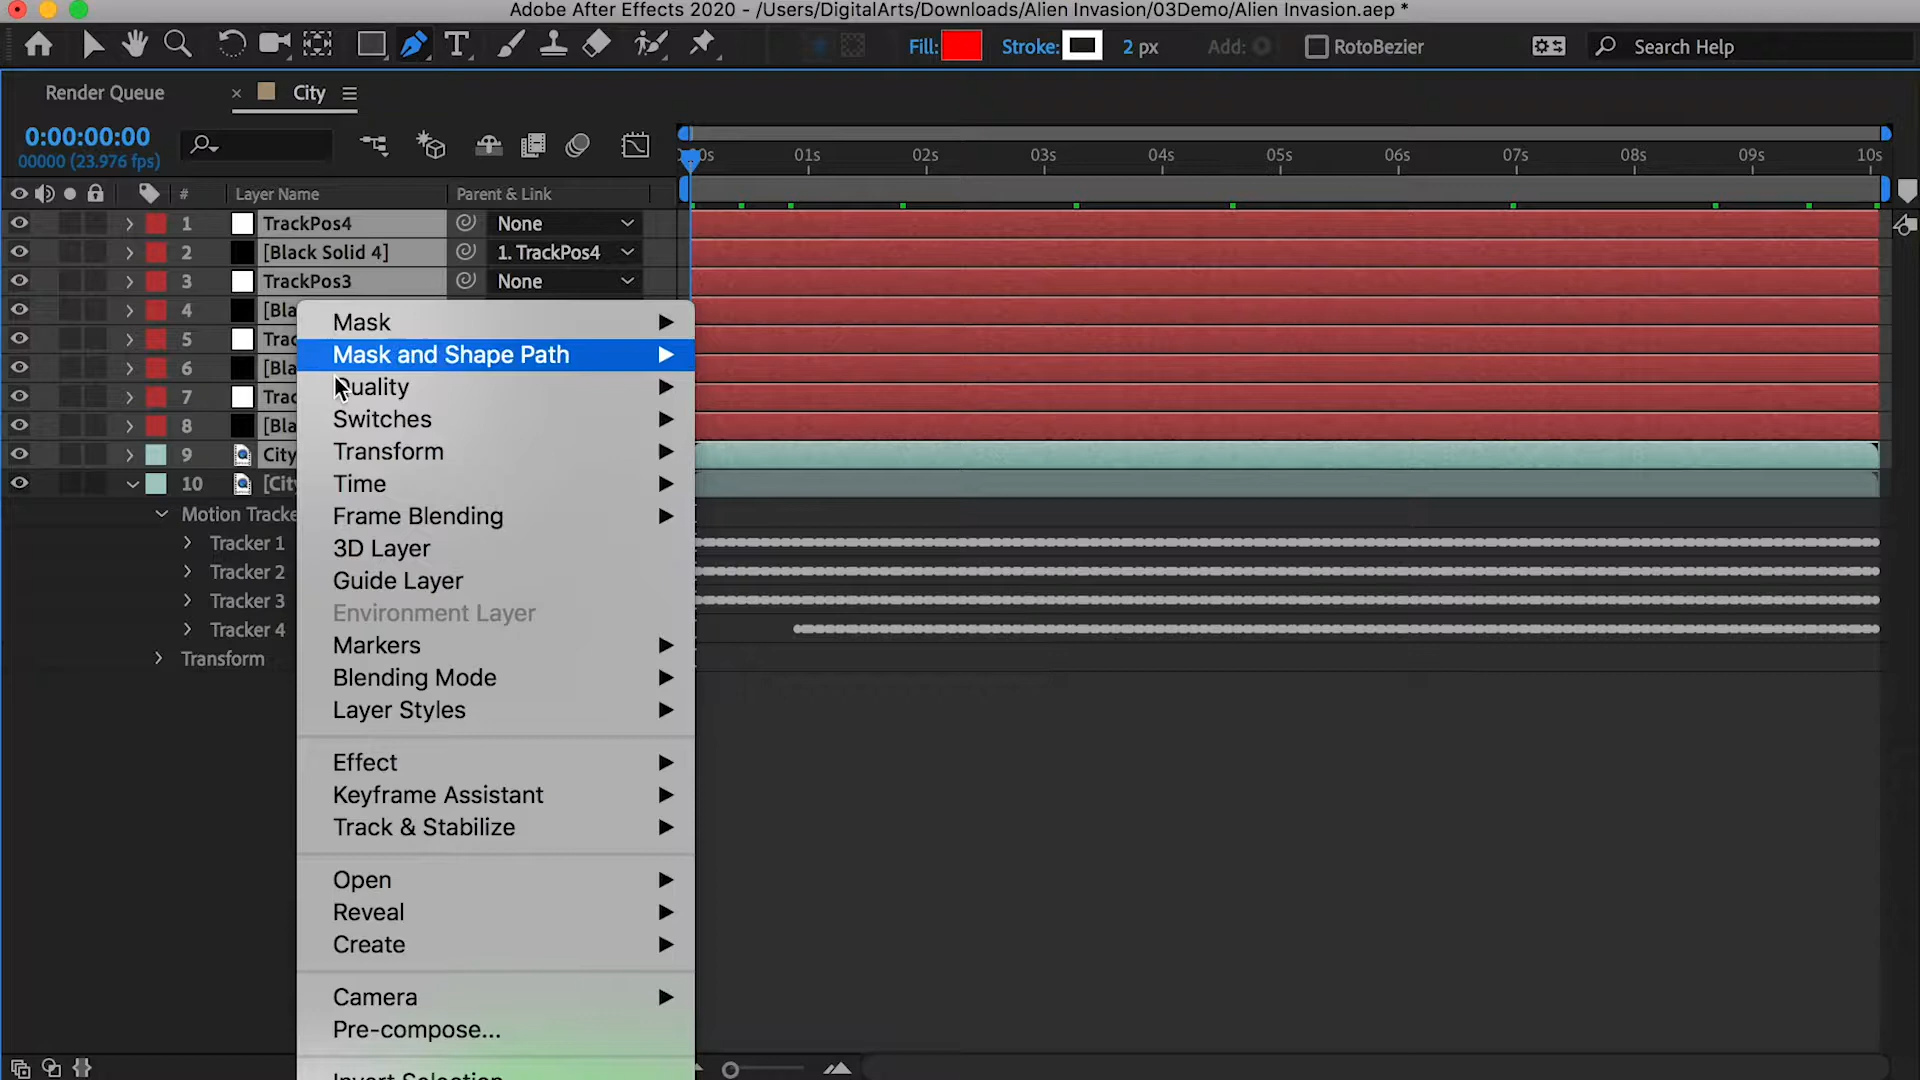 Adobe After Effects 2020 - /Users/DigitalArts/Downloads/Alien Invasion/03Demo/Alien Invasion.aep *
Fill: Stroke: 2 px Add: RotoBezier Search Help
Render Queue × City
0:00:00:00
00000 (23.976 fps)
01s 02s 03s 04s 05s 06s 07s 08s 09s 10s
# Layer Name Parent & Link
1 TrackPos4 None
2 [Black Solid 4] 1. TrackPos4
3 TrackPos3 None
4 [Bla
5 Trac
6 [Bla
7 Trac
8 [Bla
9 City
10 [City
Motion Tracke
Tracker 1
Tracker 2
Tracker 3
Tracker 4
Transform
Mask
Mask and Shape Path
Quality
Switches
Transform
Time
Frame Blending
3D Layer
Guide Layer
Environment Layer
Markers
Blending Mode
Layer Styles
Effect
Keyframe Assistant
Track & Stabilize
Open
Reveal
Create
Camera
Pre-compose...
Invert Selection